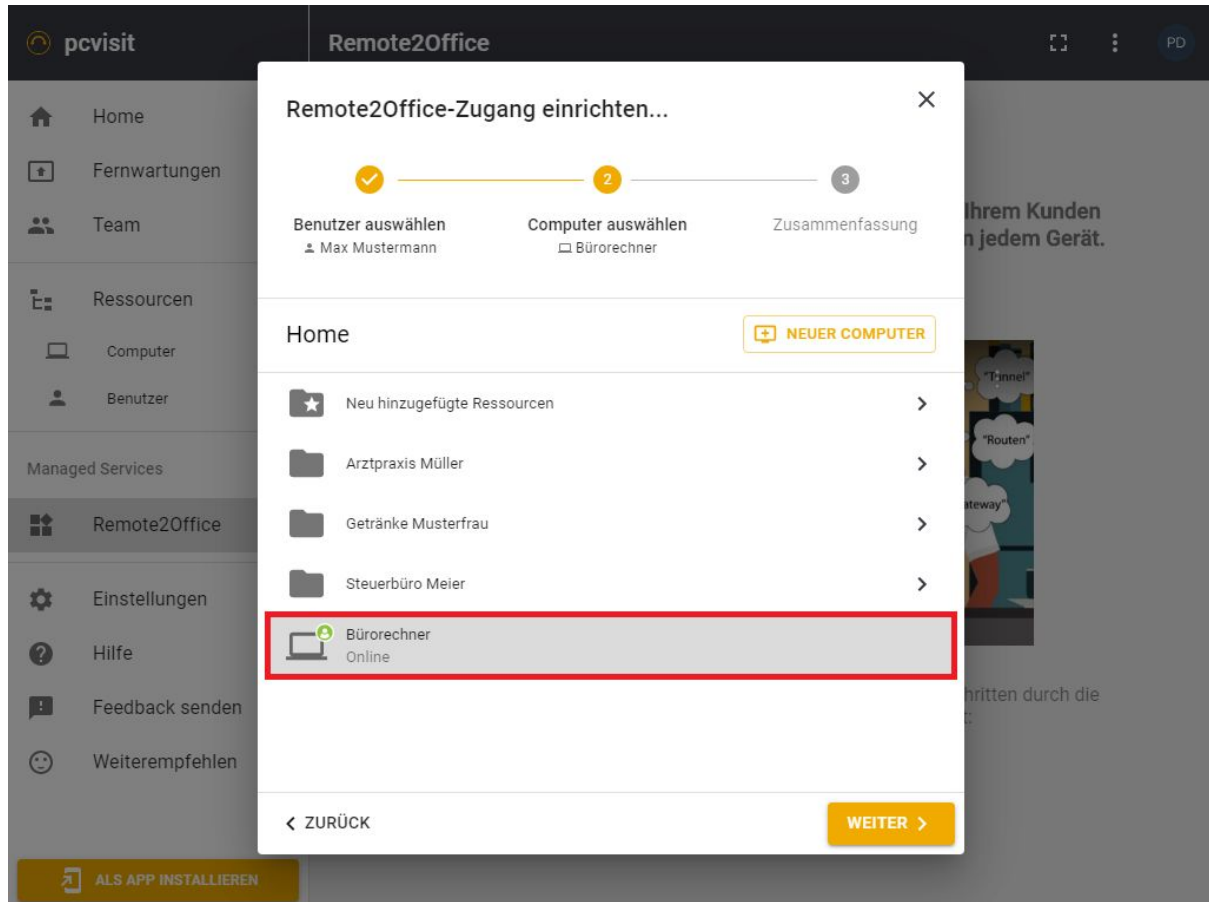 pcvisit
Remote2Office
PD
Home
Fernwartungen
Team
Ressourcen
Computer
Benutzer
Managed Services
Remote2Office
Einstellungen
Hilfe
Feedback senden
Weiterempfehlen
ALS APP INSTALLIEREN
Remote2Office-Zugang einrichten...
2
3
Benutzer auswählen
Computer auswählen
Zusammenfassung
Max Mustermann
Bürorechner
Home
NEUER COMPUTER
Neu hinzugefügte Ressourcen
Arztpraxis Müller
Getränke Musterfrau
Steuerbüro Meier
Bürorechner
Online
ZURÜCK
WEITER
Ihrem Kunden
jedem Gerät.
"Tunnel"
"Routen"
ateway"
hritten durch die